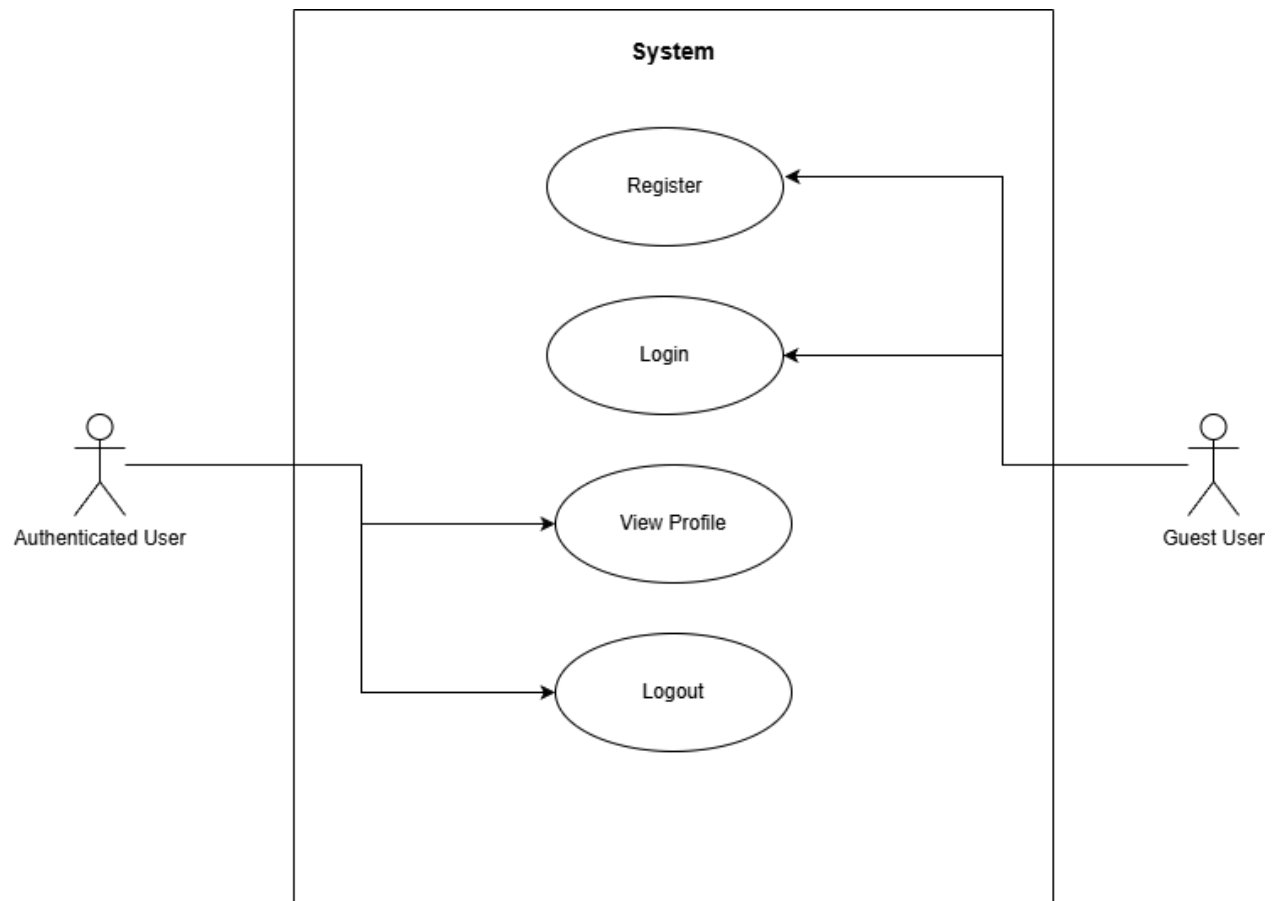 System
Register
Login
View Profile
Logout
Authenticated User
Guest User